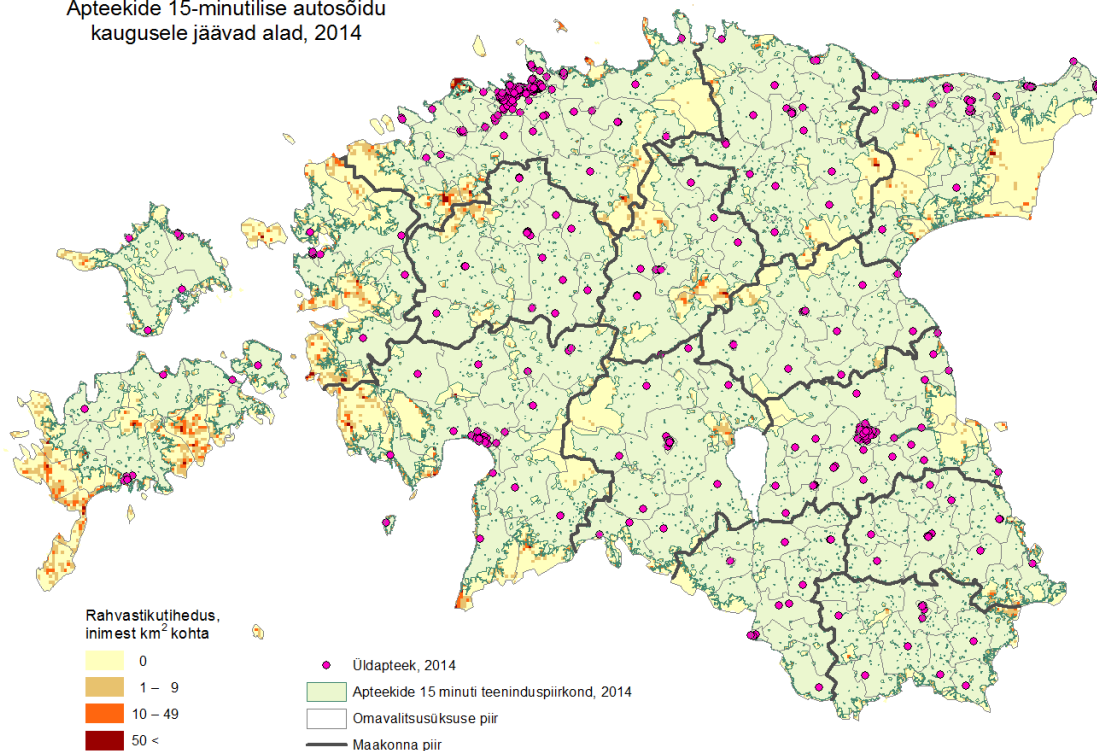 Apteekide 15-minutilise autosõidu
kaugusele jäävad alad, 2014
Rahvastikutihedus,
inimest km² kohta
0
1 – 9
10 – 49
50 <
Üldapteek, 2014
Apteekide 15 minuti teeninduspiirkond, 2014
Omavalitsusüksuse piir
Maakonna piir